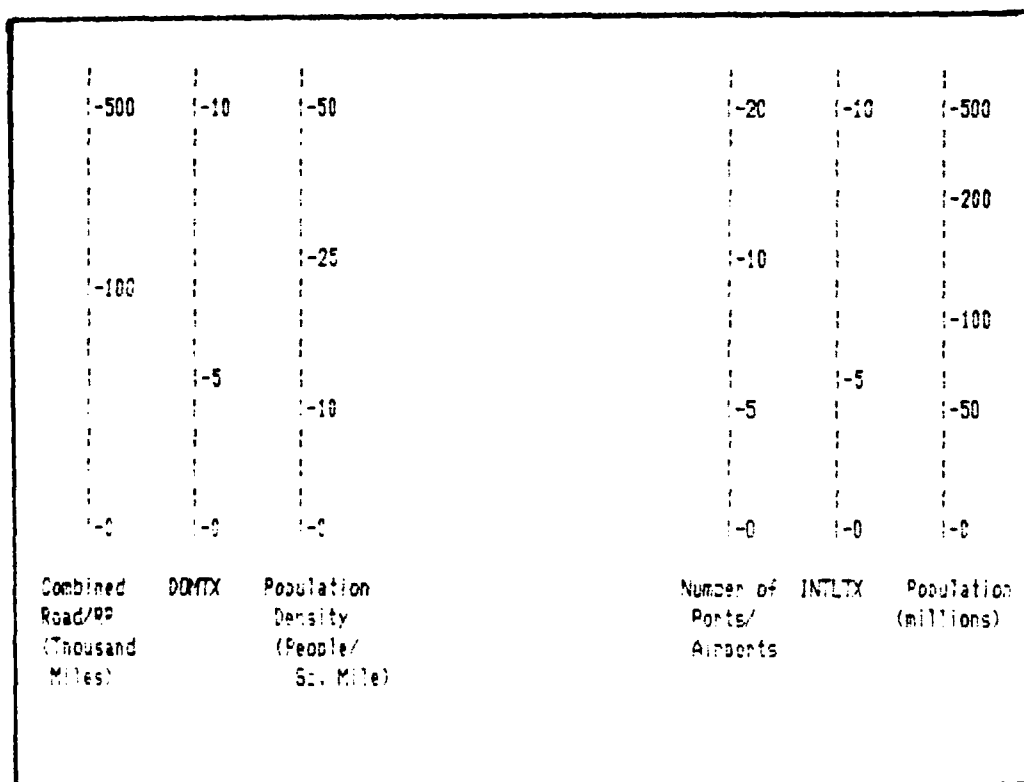 -500 -10 -50 -20 -10 -500
-200
-25 -10
-100
-100
-5 -5
-10 -5 -50
-0 -0 -0 -0 -0 -0
Combined DOMTX Population Number of INTLTX Population
Road/RR Density Ports/ (millions)
(Thousand (People/ Airports
Miles) Sq. Mile)